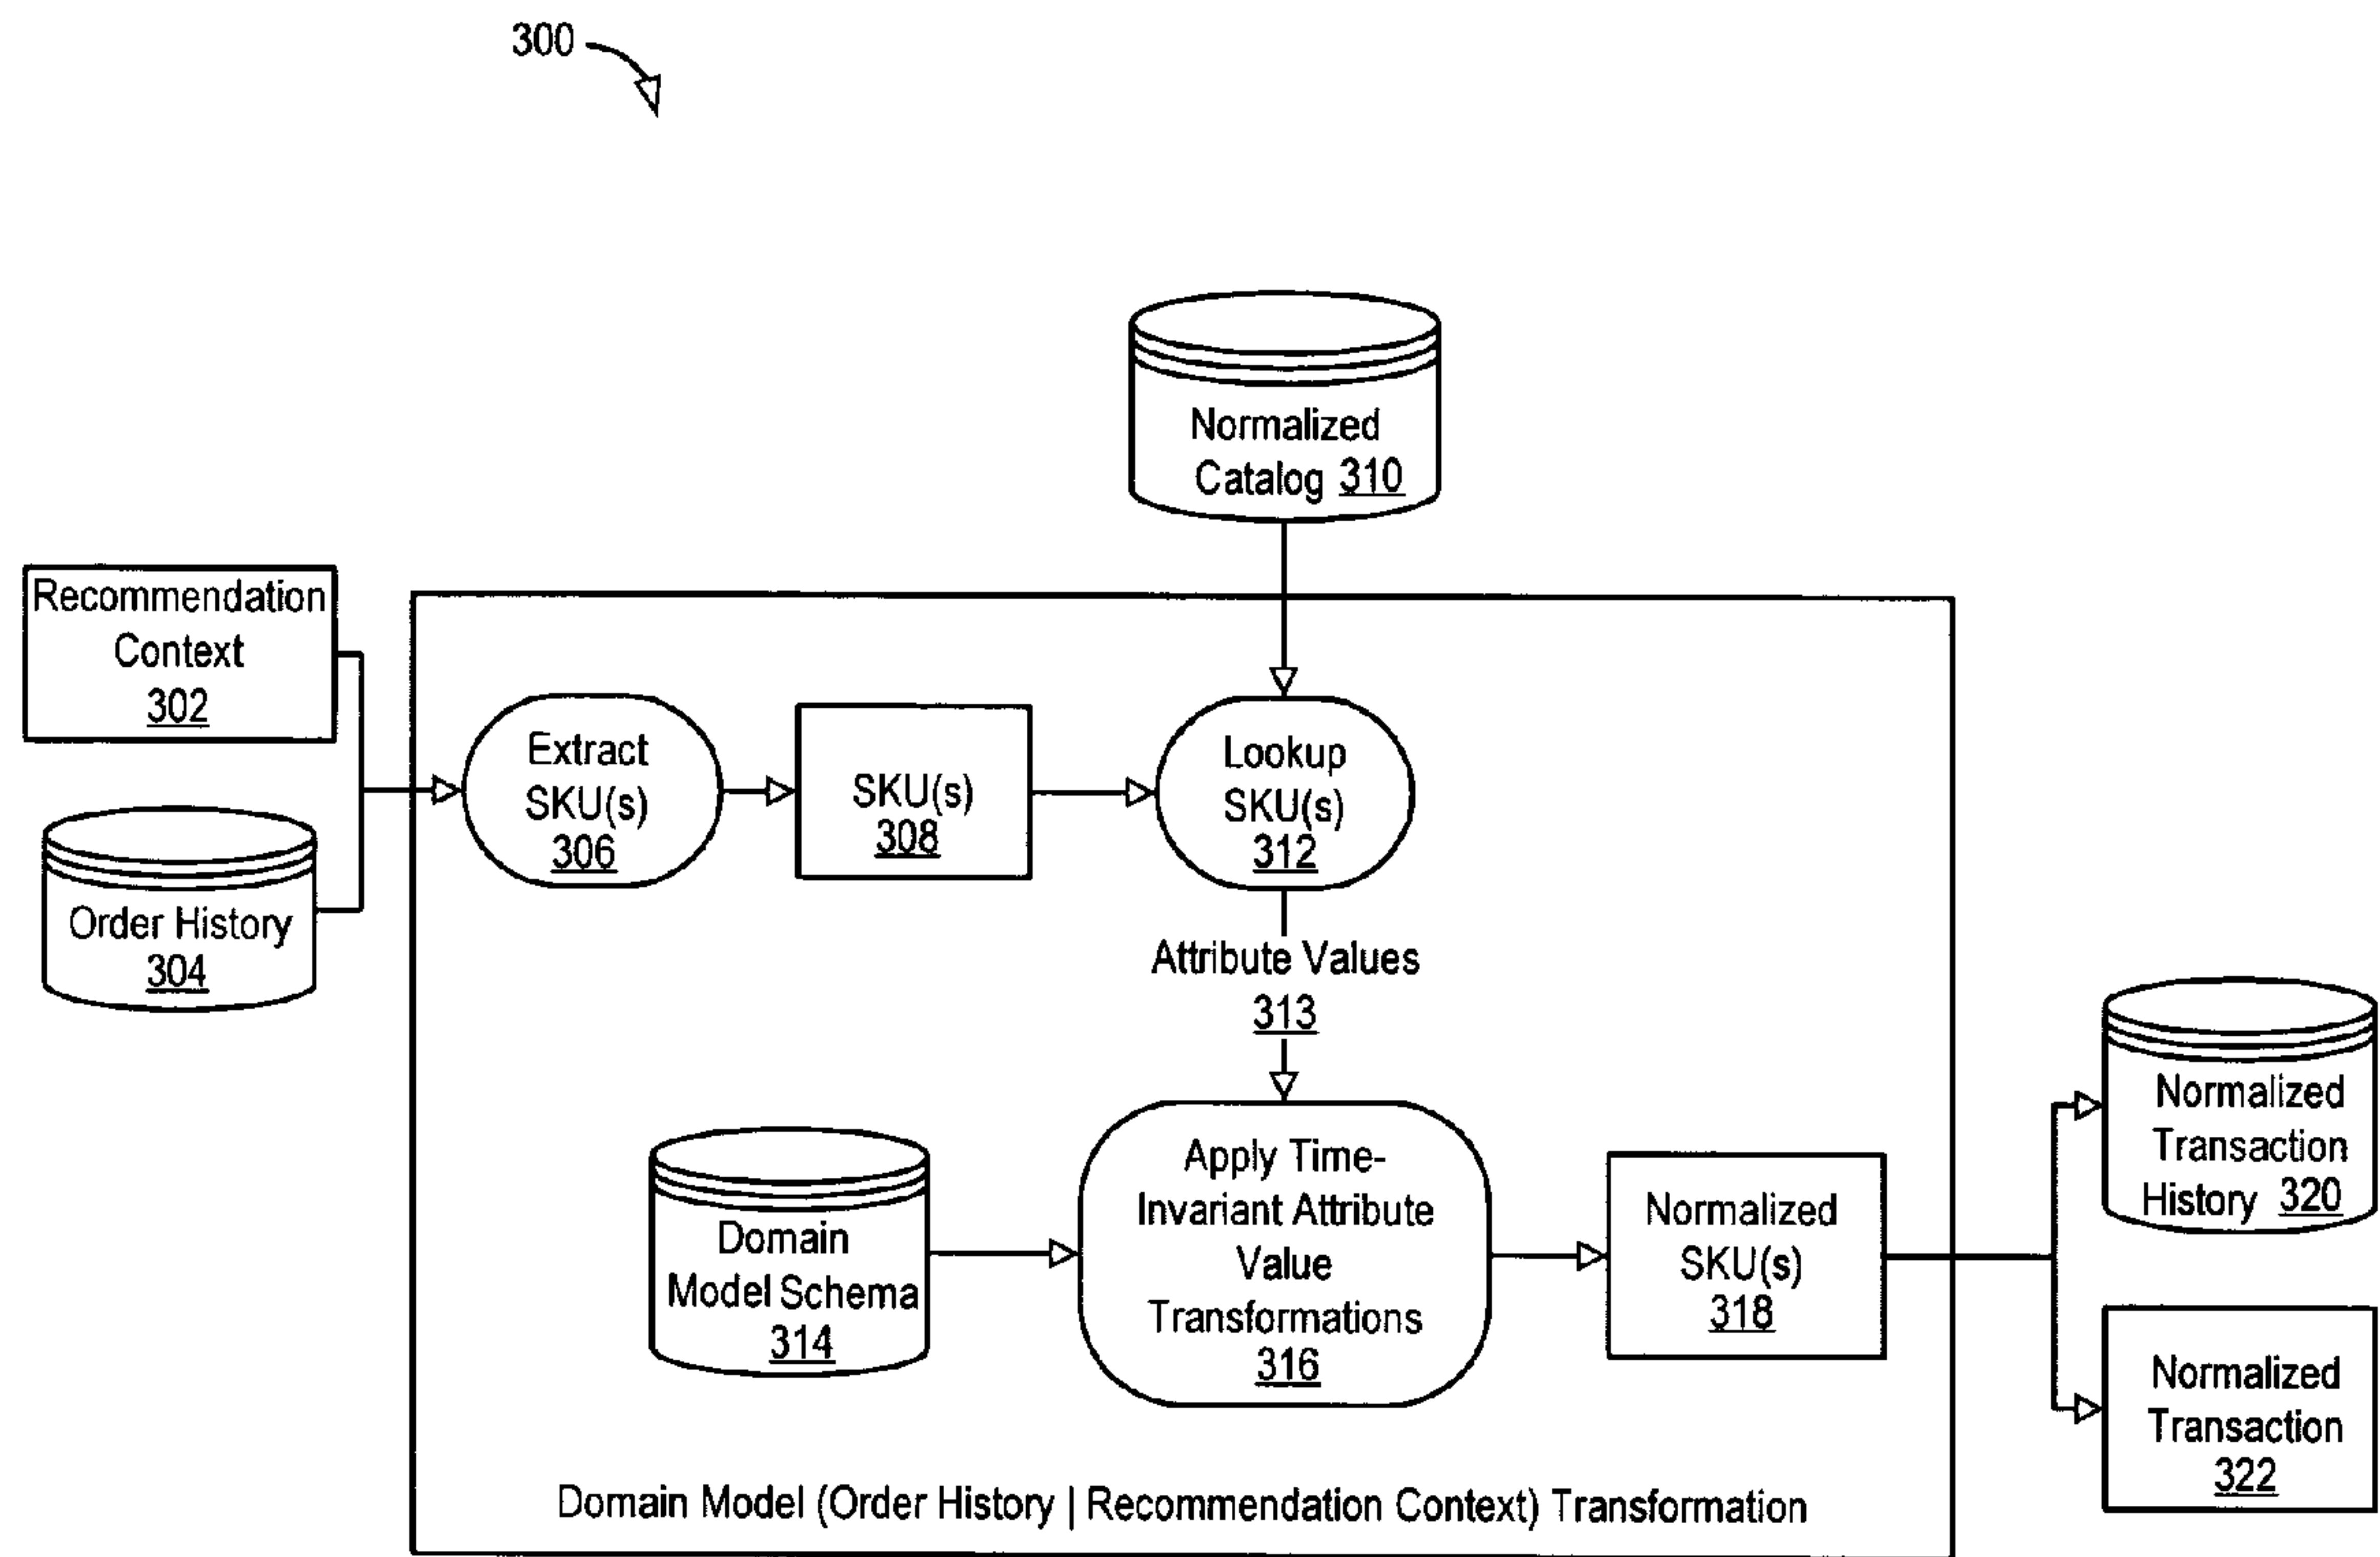 300
Normalized
Catalog 310
Recommendation
Context
302
Order History
304
Extract
SKU(s)
306
SKU(s)
308
Lookup
SKU(s)
312
Attribute Values
313
Domain
Model Schema
314
Apply Time-
Invariant Attribute
Value
Transformations
316
Normalized
SKU(s)
318
Normalized
Transaction
History 320
Normalized
Transaction
322
Domain Model (Order History | Recommendation Context) Transformation